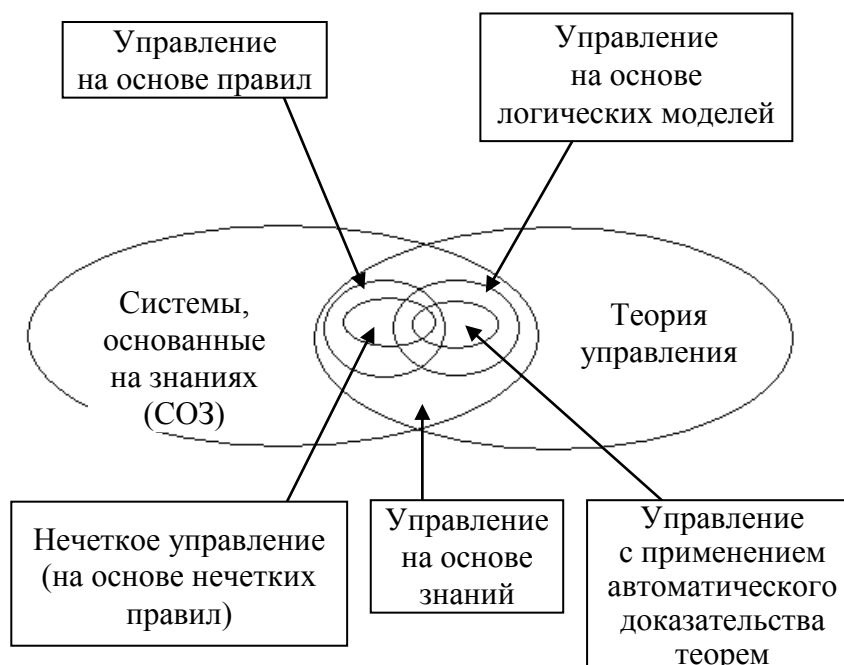 Управление
на основе правил
Управление
на основе
логических моделей
Системы,
основанные
на знаниях
(СОЗ)
Теория
управления
Нечеткое управление
(на основе нечетких
правил)
Управление
на основе
знаний
Управление
с применением
автоматического
доказательства
теорем